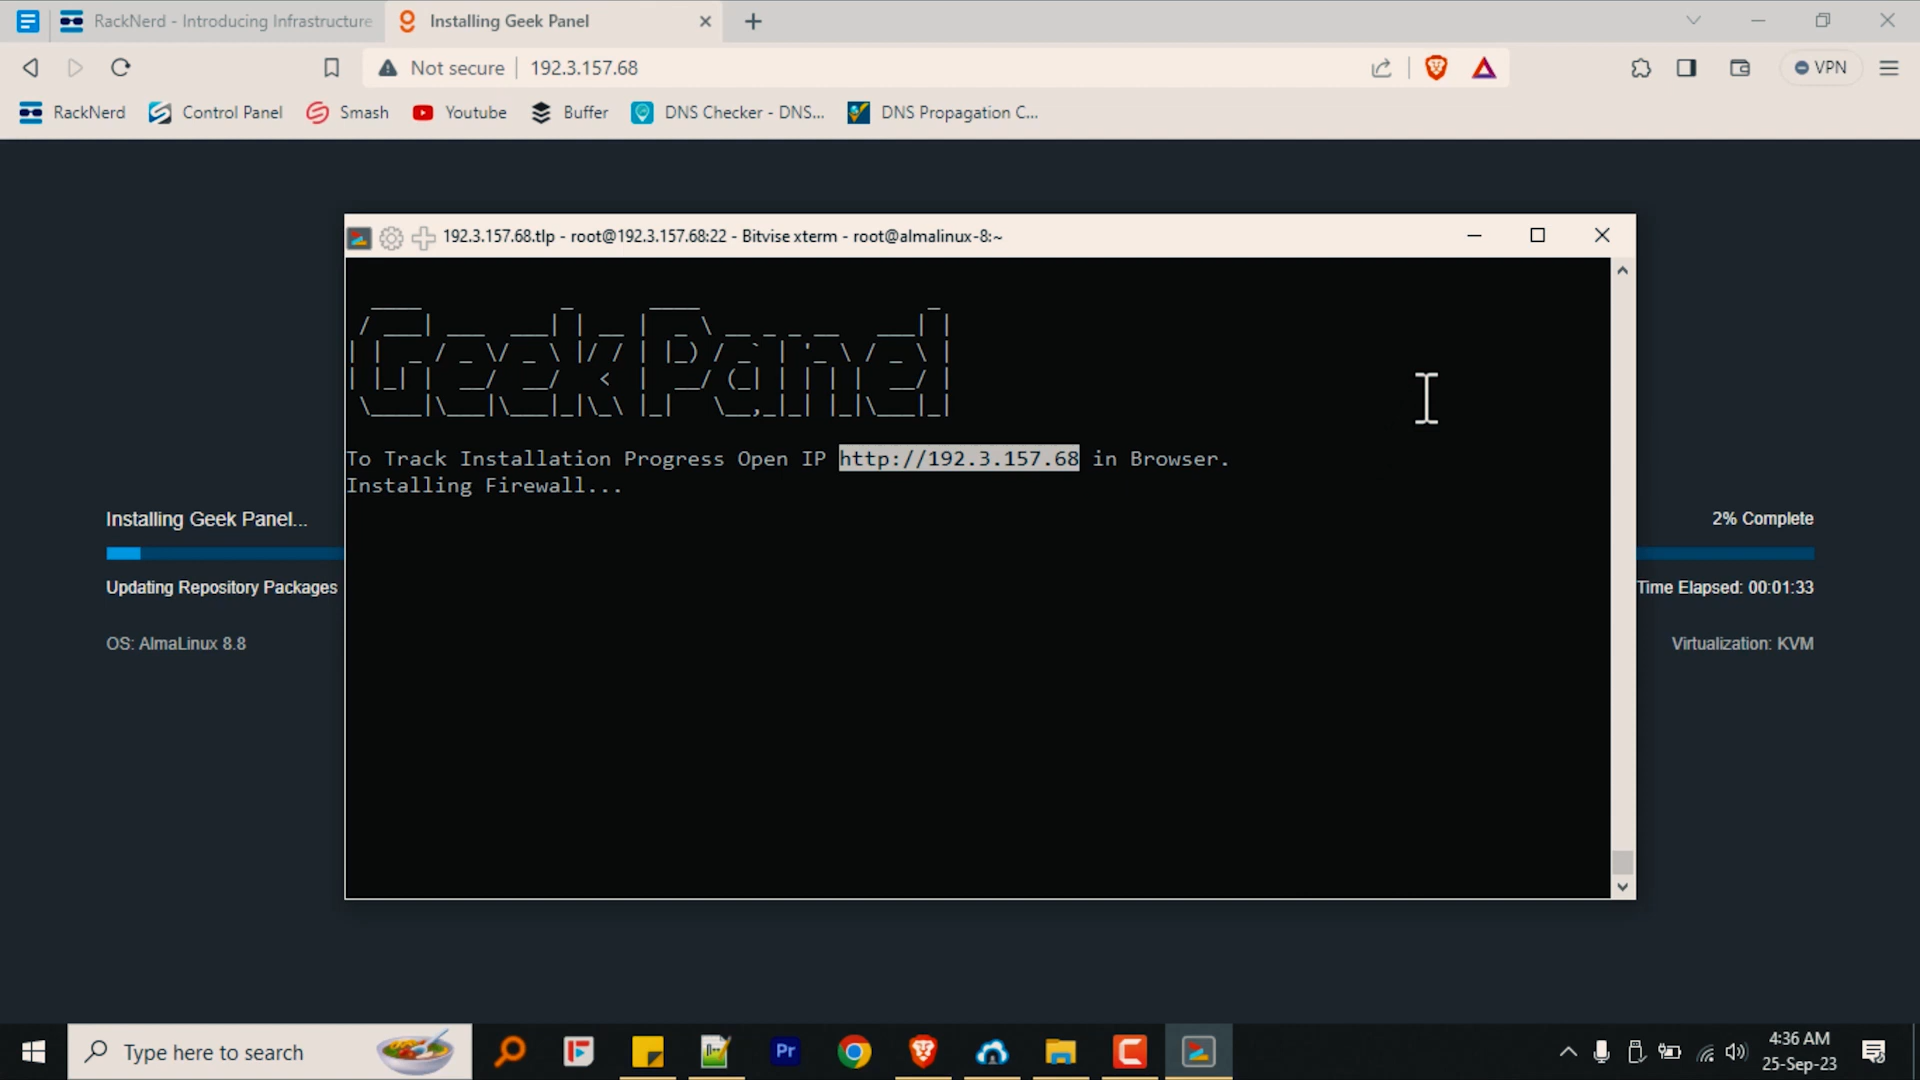 RackNerd - Introducing Infrastructure
Installing Geek Panel
Not secure
192.3.157.68
VPN
RackNerd
Control Panel
Smash
Youtube
Buffer
DNS Checker - DNS...
DNS Propagation C...
192.3.157.68.tlp - root@192.3.157.68:22 - Bitvise xterm - root@almalinux-8:~
Geek Panel
To Track Installation Progress Open IP http://192.3.157.68 in Browser.
Installing Firewall...
Installing Geek Panel...
2% Complete
Updating Repository Packages
Time Elapsed: 00:01:33
OS: AlmaLinux 8.8
Virtualization: KVM
Type here to search
Pr
4:36 AM
25-Sep-23